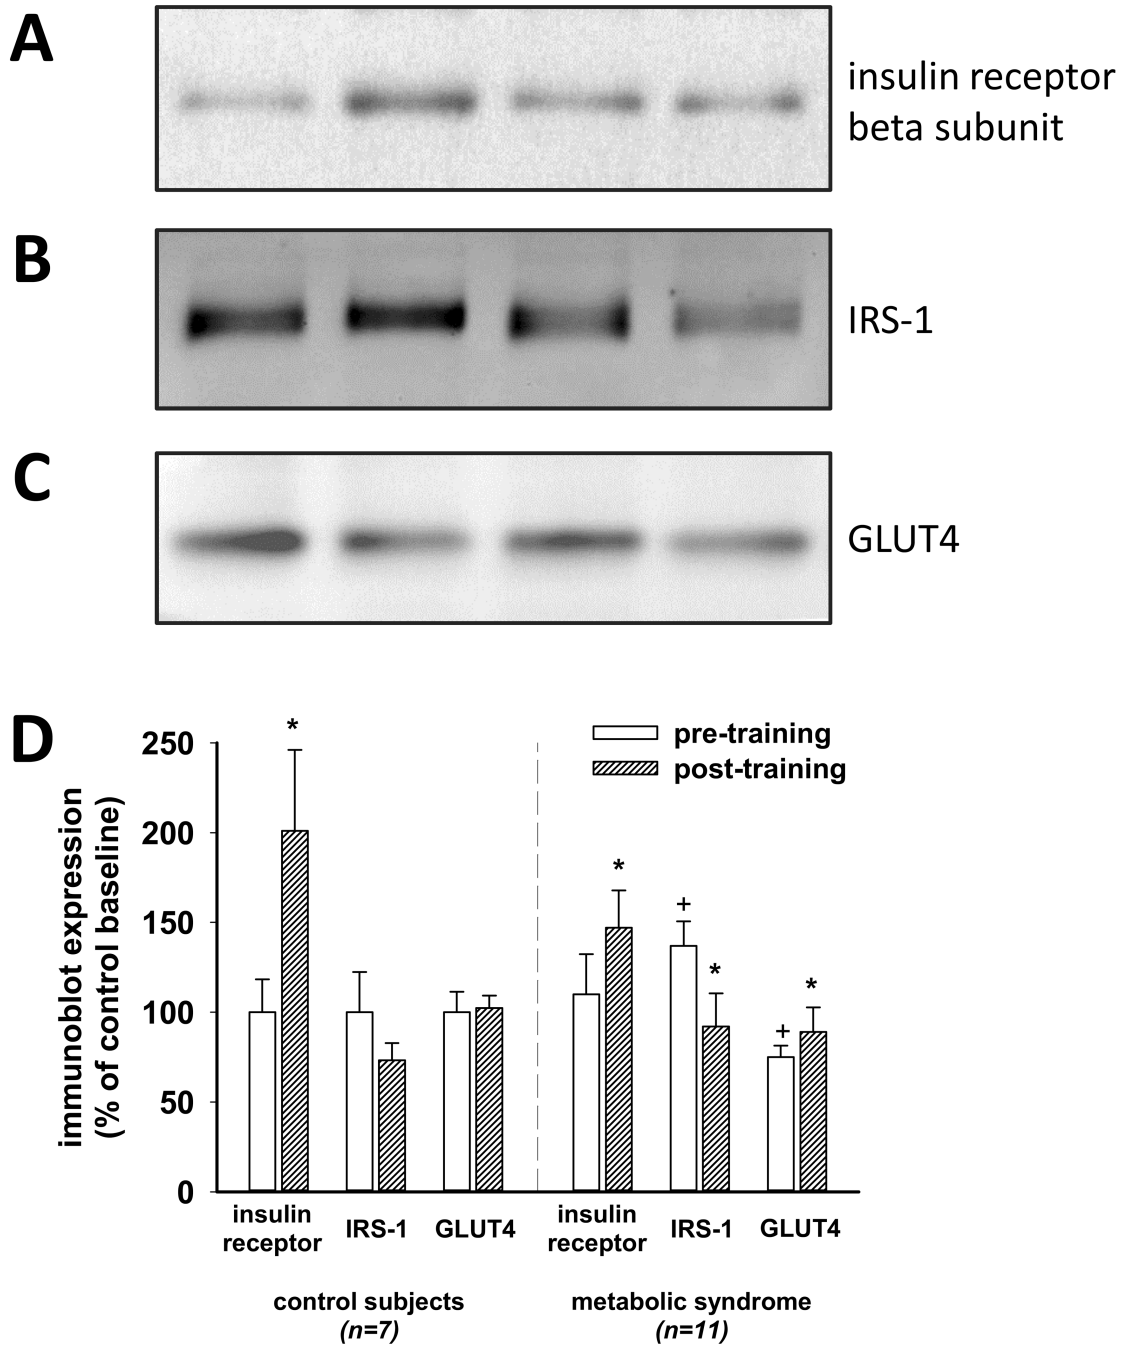 A
insulin receptor
beta subunit
B
IRS-1
C
GLUT4
D
immunoblot expression
(% of control baseline)
250
200
150
100
50
0
pre-training
post-training
*
*
+
*
+
*
insulin
receptor
IRS-1
GLUT4
insulin
receptor
IRS-1
GLUT4
control subjects
(n=7)
metabolic syndrome
(n=11)